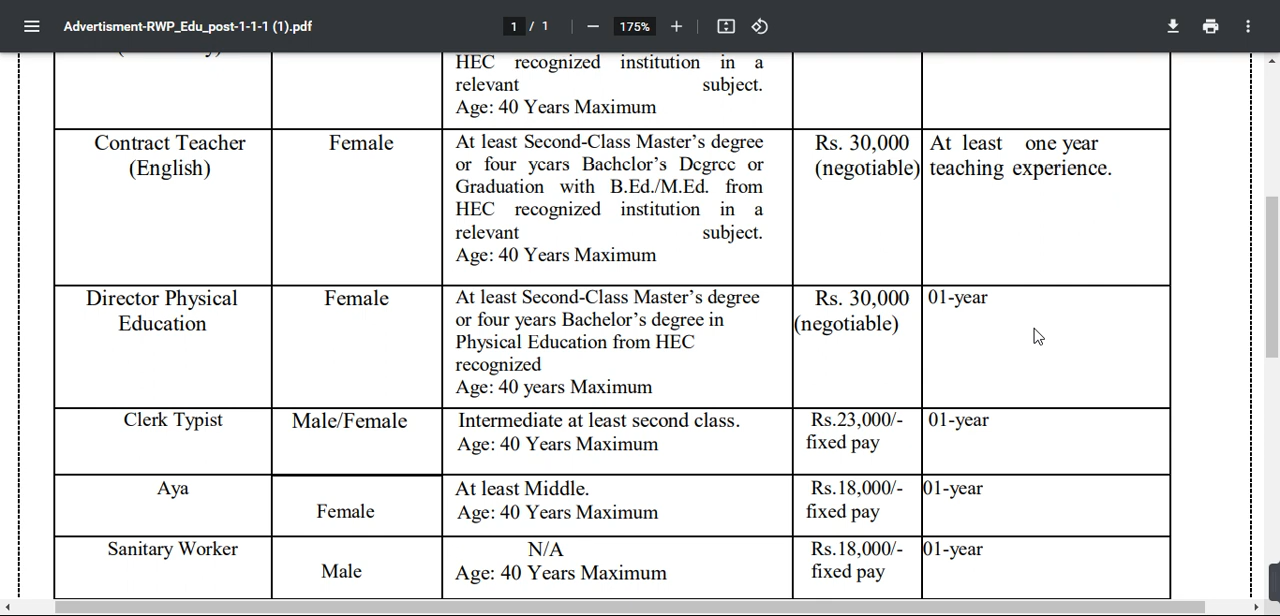 Advertisment-RWP_Edu_post-1-1-1 (1).pdf
1 / 1
175%
HEC recognized institution in a
relevant subject.
Age: 40 Years Maximum
Contract Teacher
(English)
Female
At least Second-Class Master’s degree
or four years Bachelor’s Degree or
Graduation with B.Ed./M.Ed. from
HEC recognized institution in a
relevant subject.
Age: 40 Years Maximum
Rs. 30,000
(negotiable)
At least one year
teaching experience.
Director Physical
Education
Female
At least Second-Class Master’s degree
or four years Bachelor’s degree in
Physical Education from HEC
recognized
Age: 40 years Maximum
Rs. 30,000
(negotiable)
01-year
Clerk Typist
Male/Female
Intermediate at least second class.
Age: 40 Years Maximum
Rs.23,000/-
fixed pay
01-year
Aya
Female
At least Middle.
Age: 40 Years Maximum
Rs.18,000/-
fixed pay
01-year
Sanitary Worker
Male
N/A
Age: 40 Years Maximum
Rs.18,000/-
fixed pay
01-year